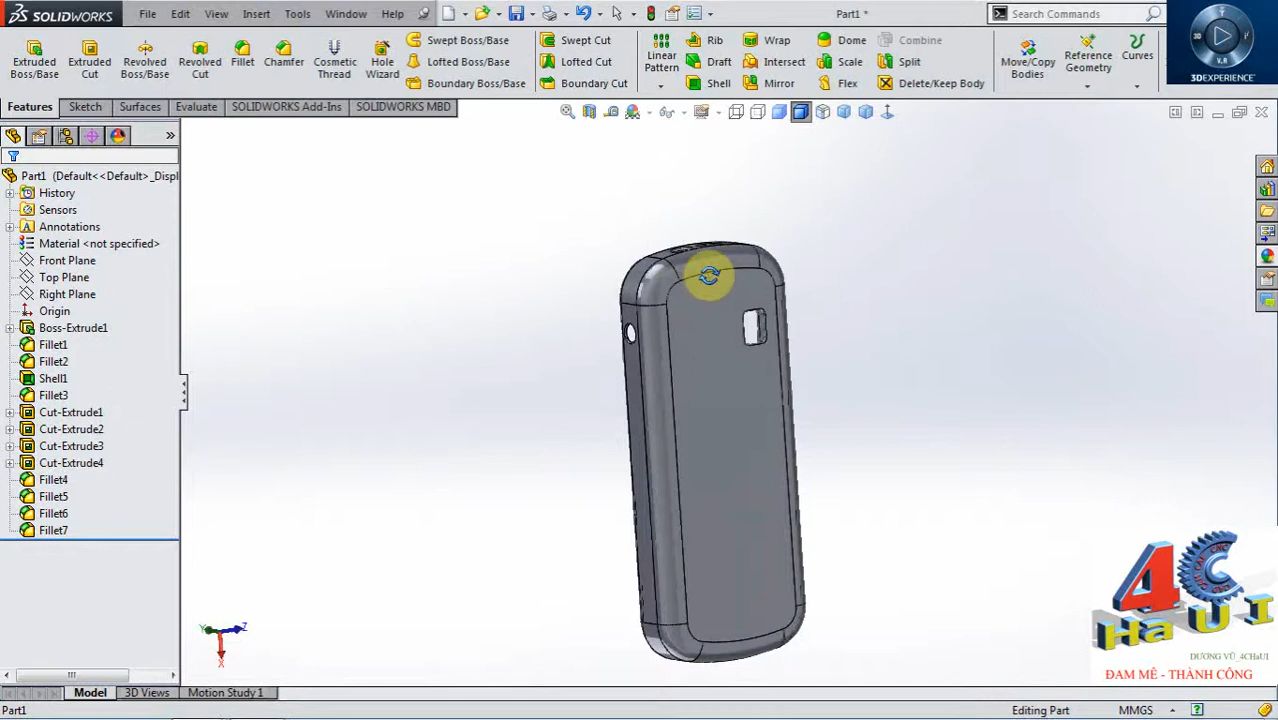 SOLIDWORKS File Edit View Insert Tools Window Help Part1 * Search Commands
3D V.R
3DEXPERIENCE
Extruded Boss/Base
Extruded Cut
Revolved Boss/Base
Revolved Cut
Fillet
Chamfer
Cosmetic Thread
Hole Wizard
Swept Boss/Base
Lofted Boss/Base
Boundary Boss/Base
Swept Cut
Lofted Cut
Boundary Cut
Linear Pattern
Rib
Draft
Shell
Wrap
Intersect
Mirror
Dome
Scale
Flex
Combine
Split
Delete/Keep Body
Move/Copy Bodies
Reference Geometry
Curves
Features Sketch Surfaces Evaluate SOLIDWORKS Add-Ins SOLIDWORKS MBD
Part1 (Default<<Default>_Displ
History
Sensors
Annotations
Material <not specified>
Front Plane
Top Plane
Right Plane
Origin
Boss-Extrude1
Fillet1
Fillet2
Shell1
Fillet3
Cut-Extrude1
Cut-Extrude2
Cut-Extrude3
Cut-Extrude4
Fillet4
Fillet5
Fillet6
Fillet7
Y Z
X
4C
HaUI
DƯƠNG VŨ_4CHaUI
ĐAM MÊ - THÀNH CÔNG
Model 3D Views Motion Study 1
Part1 Editing Part MMGS